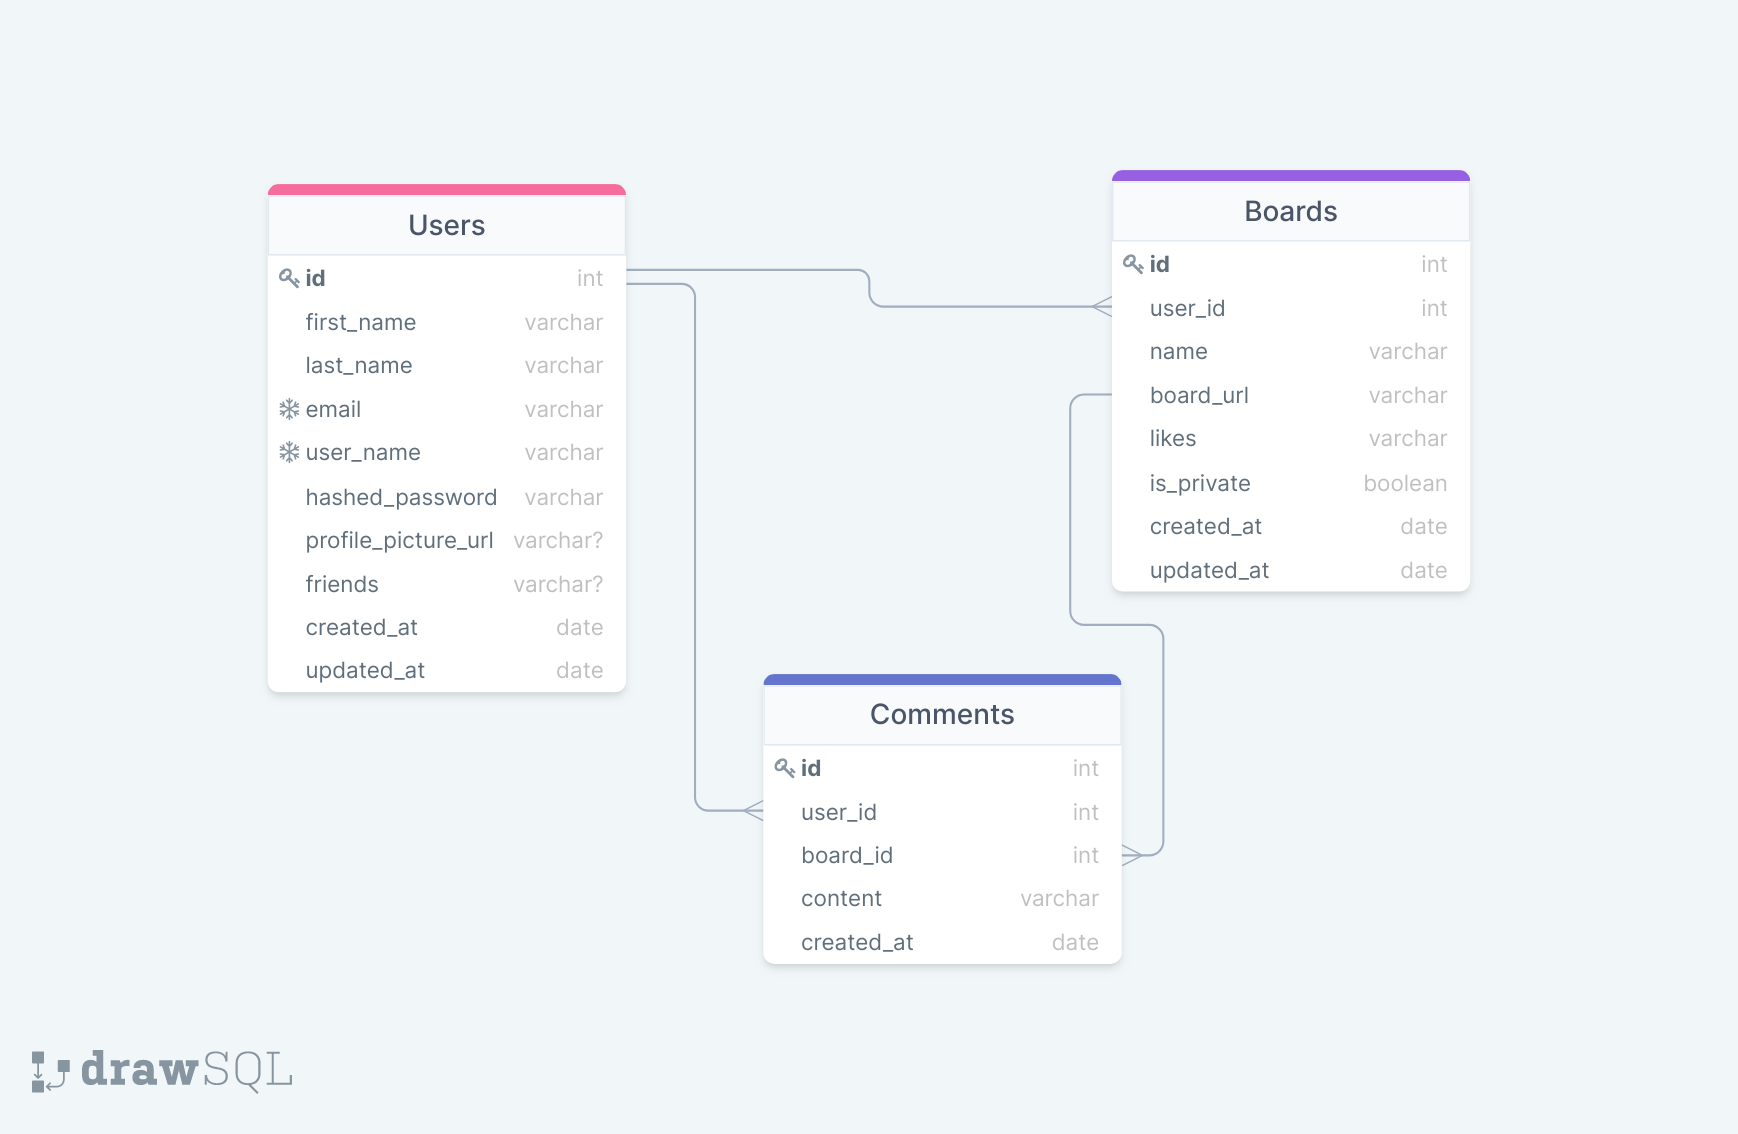 Users
id int
first_name varchar
last_name varchar
email varchar
user_name varchar
hashed_password varchar
profile_picture_url varchar?
friends varchar?
created_at date
updated_at date
Boards
id int
user_id int
name varchar
board_url varchar
likes varchar
is_private boolean
created_at date
updated_at date
Comments
id int
user_id int
board_id int
content varchar
created_at date
drawSQL